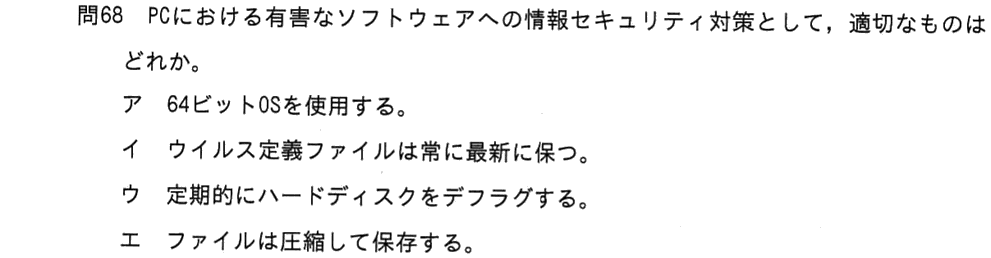 問68 PCにおける有害なソフトウェアへの情報セキュリティ対策として，適切なものは
どれか。
ア 64ビットOSを使用する。
イ ウイルス定義ファイルは常に最新に保つ。
ウ 定期的にハードディスクをデフラグする。
エ ファイルは圧縮して保存する。